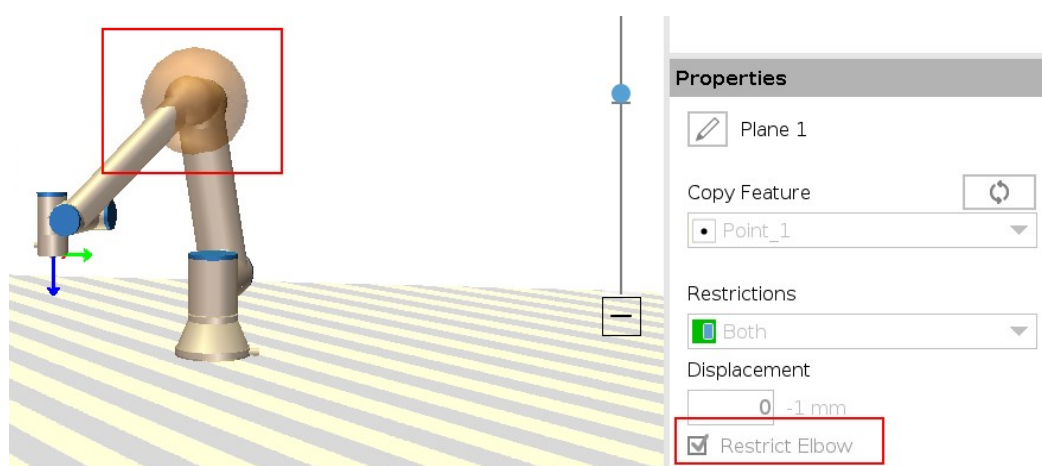 Properties
Plane 1
Copy Feature
Point_1
Restrictions
Both
Displacement
0 -1 mm
Restrict Elbow